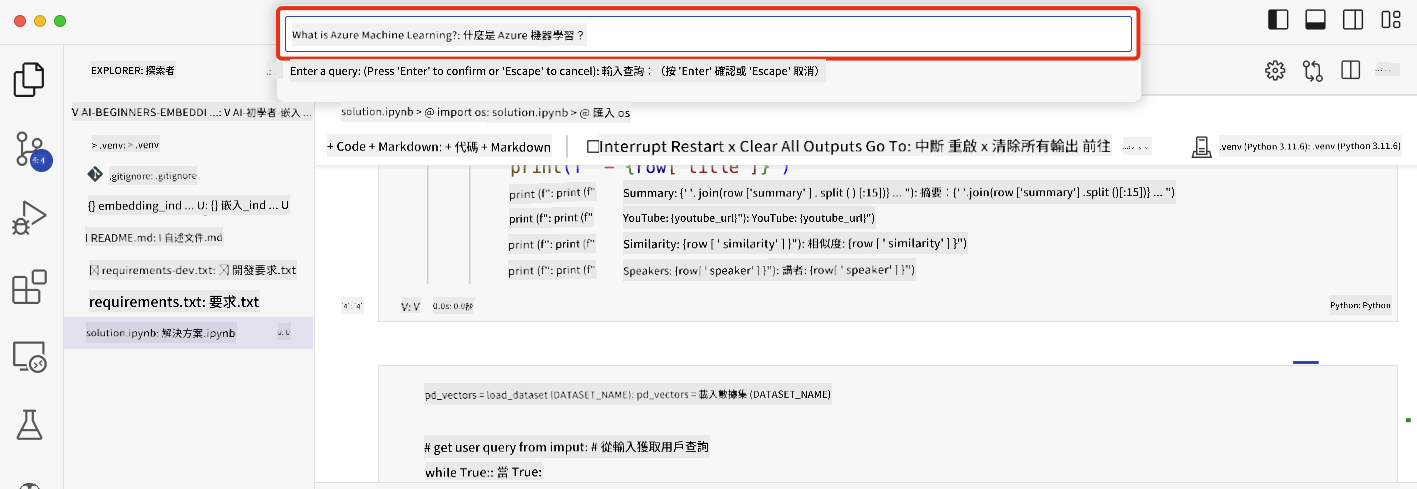 What is Azure Machine Learning?: 什麼是 Azure 機器學習？
Enter a query: (Press 'Enter' to confirm or 'Escape' to cancel): 輸入查詢：（按 'Enter' 確認或 'Escape' 取消）
EXPLORER: 探索者
V AI-BEGINNERS-EMBEDDI ...: V AI-初學者-嵌入 ...
> .venv: > .venv
.gitignore: .gitignore
{} embedding_ind ... U: {} 嵌入_ind ... U
I README.md: I 自述文件.md
requirements-dev.txt: 開發要求.txt
requirements.txt: 要求.txt
solution.ipynb: 解決方案.ipynb
U: U
solution.ipynb > @ import os: solution.ipynb > @ 匯入 os
+ Code + Markdown: + 代碼 + Markdown
Interrupt Restart x Clear All Outputs Go To: 中斷 重啟 x 清除所有輸出 前往
.venv (Python 3.11.6): .venv (Python 3.11.6)
print(f" = {row[ title ]}")
print (f": print (f" Summary: {' '. join(row ['summary' ] . split ( ) [:15])} ... "): 摘要：{' '.join(row ['summary'] .split ()[:15])} ... ")
print (f": print (f" YouTube: {youtube_url}"): YouTube: {youtube_url}")
print (f": print (f" Similarity: {row [ ' similarity' ] }"): 相似度: {row [ ' similarity' ] }")
print (f": print (f" Speakers: {row[ ' speaker' ] }"): 講者: {row[ ' speaker' ] }")
'4': '4'
V: V
0.0s: 0.0秒
Python: Python
pd_vectors = load_dataset (DATASET_NAME): pd_vectors = 載入數據集 (DATASET_NAME)
# get user query from imput: # 從輸入獲取用戶查詢
while True:: 當 True: